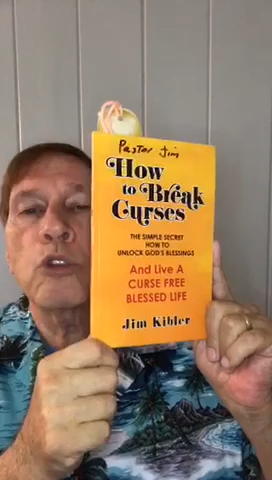 Pastor Jim
How
to Break
Curses
THE SIMPLE SECRET
HOW TO
UNLOCK GOD'S BLESSINGS
And Live A
CURSE FREE
BLESSED LIFE
Jim Kibler